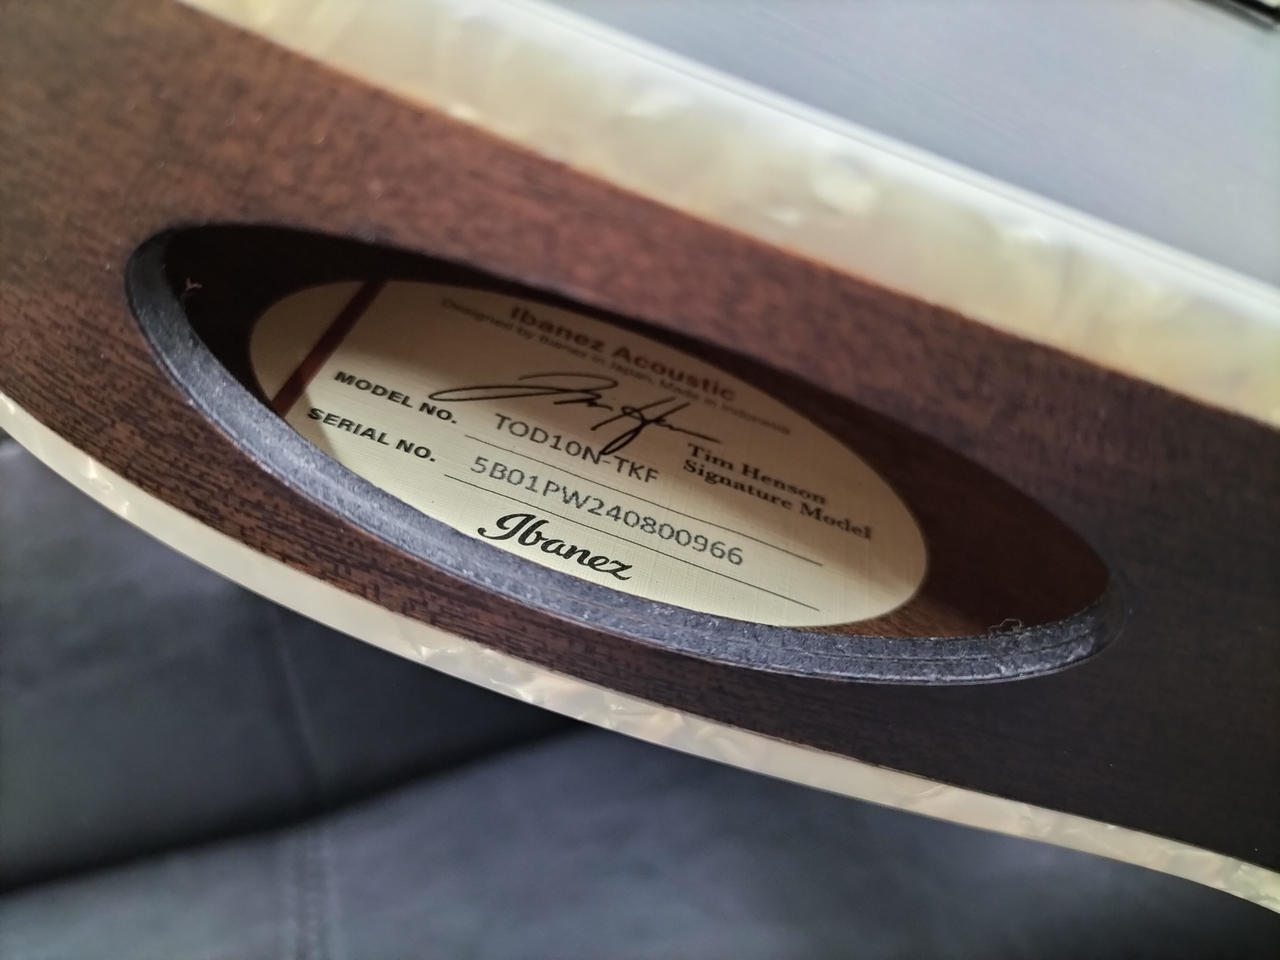 Ibanez Acoustic
Designed by Ibanez in Japan, Made in Indonesia
Tim Henson
Signature Model
MODEL NO. TOD10N-TKF
SERIAL NO. 5B01PW240800966
Ibanez